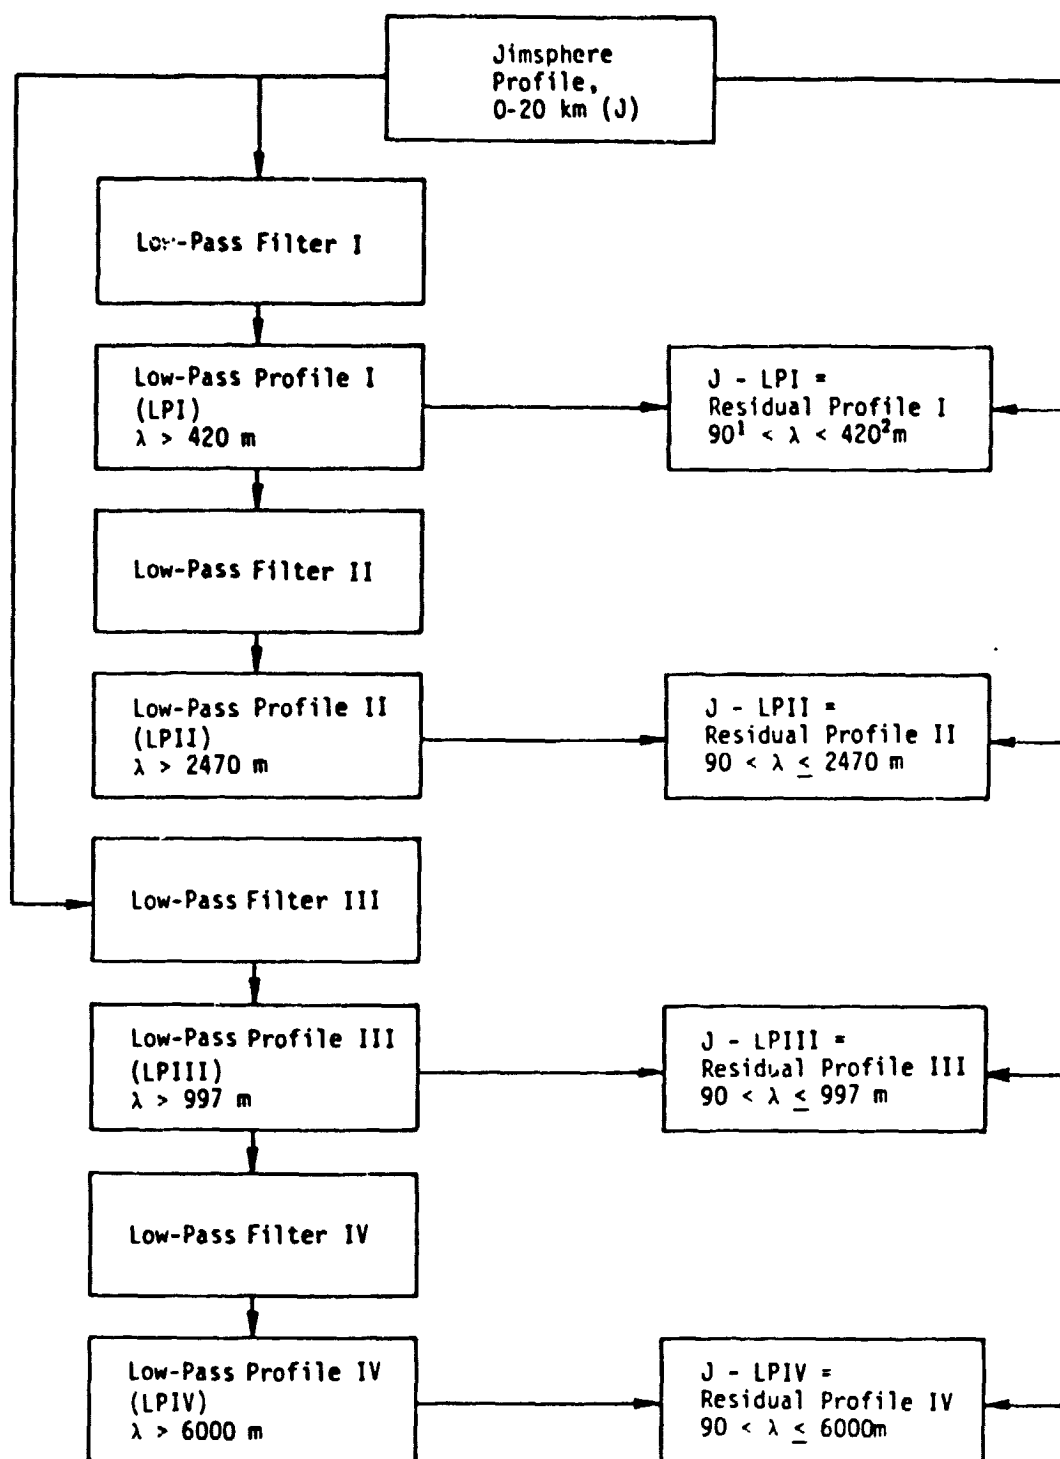 Jimsphere
Profile,
0-20 km (J)
Low-Pass Filter I
Low-Pass Profile I
(LPI)
λ > 420 m
J - LPI =
Residual Profile I
90¹ < λ < 420²m
Low-Pass Filter II
Low-Pass Profile II
(LPII)
λ > 2470 m
J - LPII =
Residual Profile II
90 < λ ≤ 2470 m
Low-Pass Filter III
Low-Pass Profile III
(LPIII)
λ > 997 m
J - LPIII =
Residual Profile III
90 < λ ≤ 997 m
Low-Pass Filter IV
Low-Pass Profile IV
(LPIV)
λ > 6000 m
J - LPIV =
Residual Profile IV
90 < λ ≤ 6000m